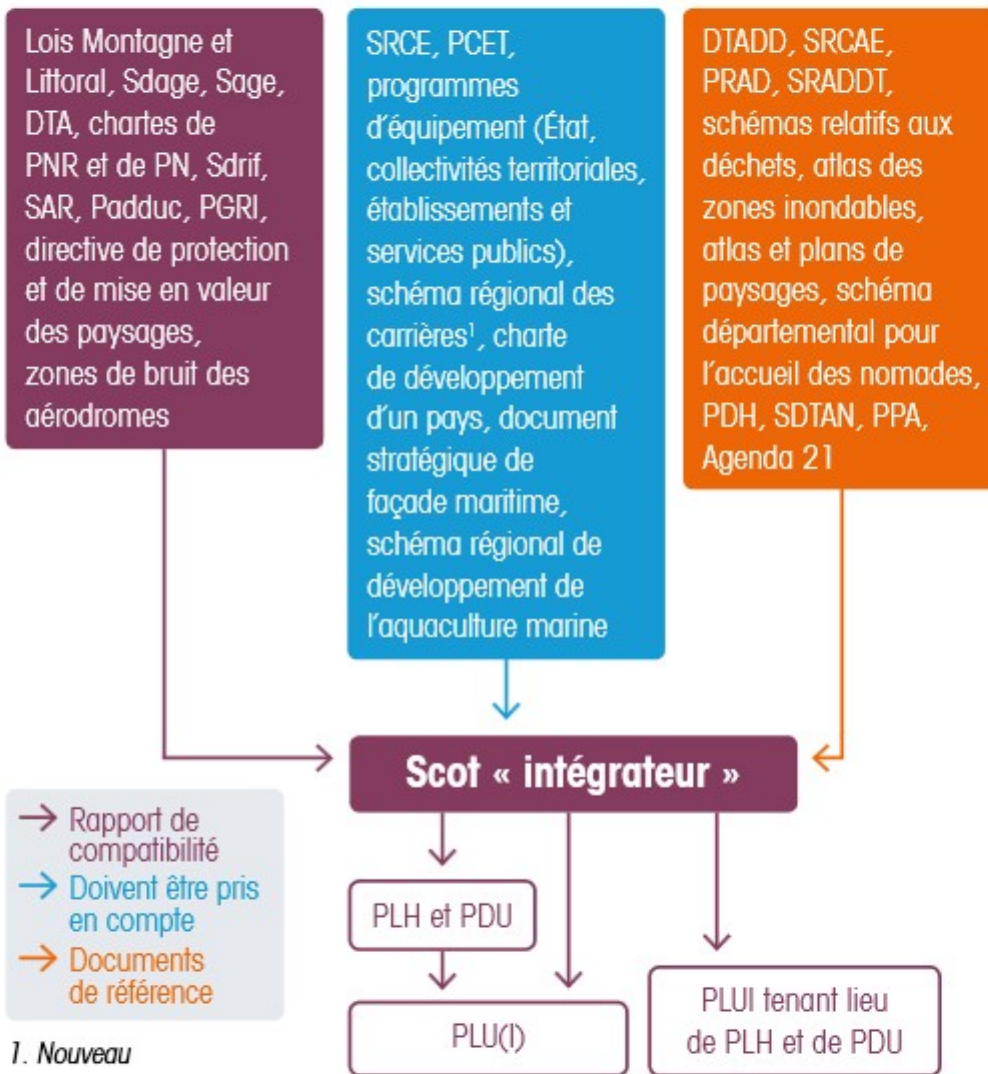 Lois Montagne et
Littoral, Sdage, Sage,
DTA, chartes de
PNR et de PN, Sdrif,
SAR, Padduc, PGRI,
directive de protection
et de mise en valeur
des paysages,
zones de bruit des
aérodromes
SRCE, PCET,
programmes
d'équipement (État,
collectivités territoriales,
établissements et
services publics),
schéma régional des
carrières¹, charte
de développement
d'un pays, document
stratégique de
façade maritime,
schéma régional de
développement de
l'aquaculture marine
DTADD, SRCAE,
PRAD, SRADDT,
schémas relatifs aux
déchets, atlas des
zones inondables,
atlas et plans de
paysages, schéma
départemental pour
l'accueil des nomades,
PDH, SDTAN, PPA,
Agenda 21
Scot « intégrateur »
Rapport de
compatibilité
Doivent être pris
en compte
Documents
de référence
1. Nouveau
PLH et PDU
PLU(I)
PLUI tenant lieu
de PLH et de PDU